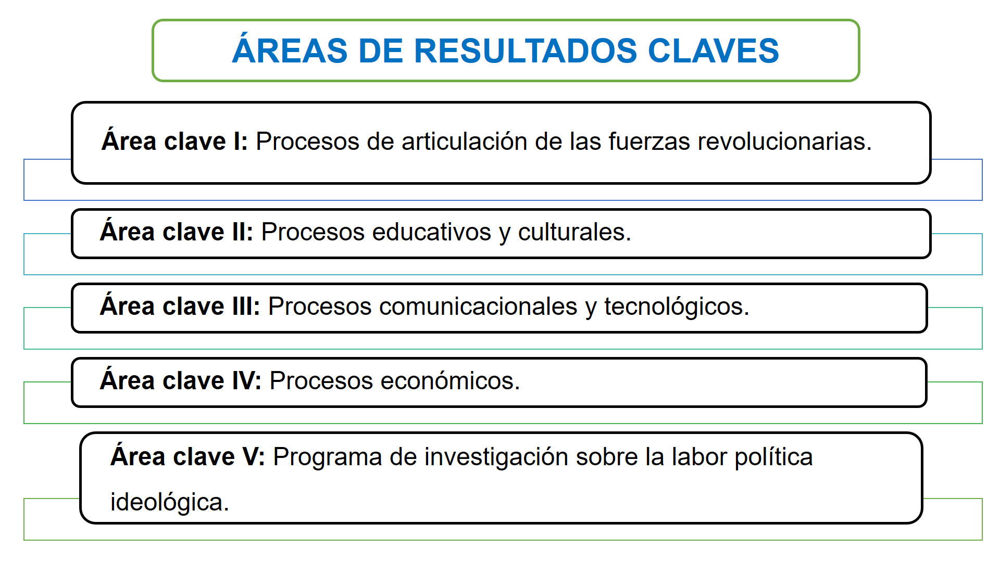 ÁREAS DE RESULTADOS CLAVES
Área clave I: Procesos de articulación de las fuerzas revolucionarias.
Área clave II: Procesos educativos y culturales.
Área clave III: Procesos comunicacionales y tecnológicos.
Área clave IV: Procesos económicos.
Área clave V: Programa de investigación sobre la labor política
ideológica.